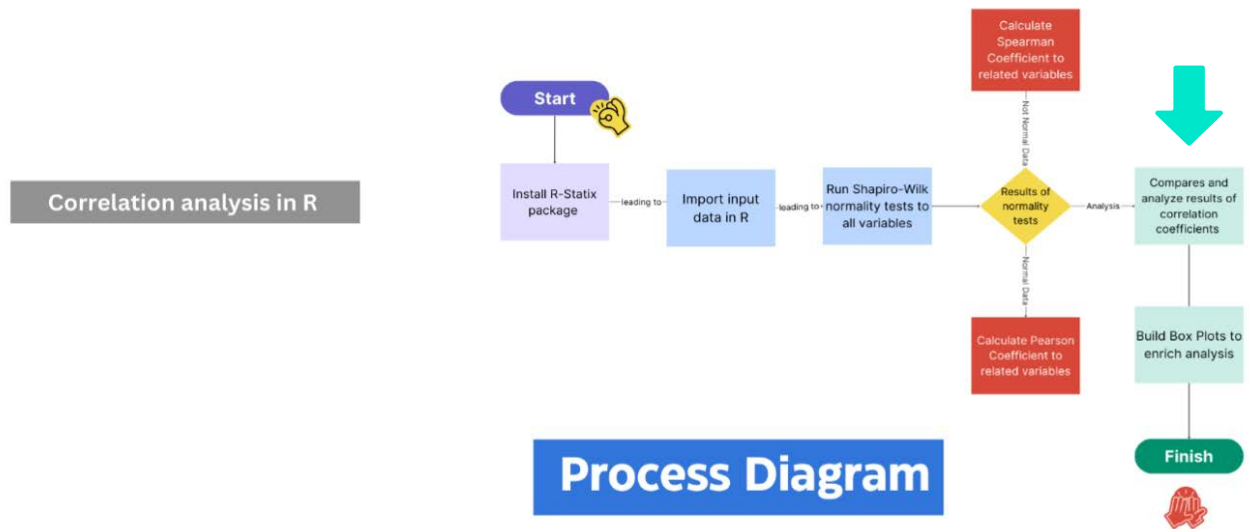 Correlation analysis in R
Start
Install R-Statix
package
leading to
Import input
data in R
leading to
Run Shapiro-Wilk
normality tests to
all variables
Results of
normality
tests
Not Normal Data
Calculate
Spearman
Coefficient to
related variables
Normal Data
Calculate Pearson
Coefficient to
related variables
Analysis
Compares and
analyze results of
correlation
coefficients
Build Box Plots to
enrich analysis
Finish
Process Diagram